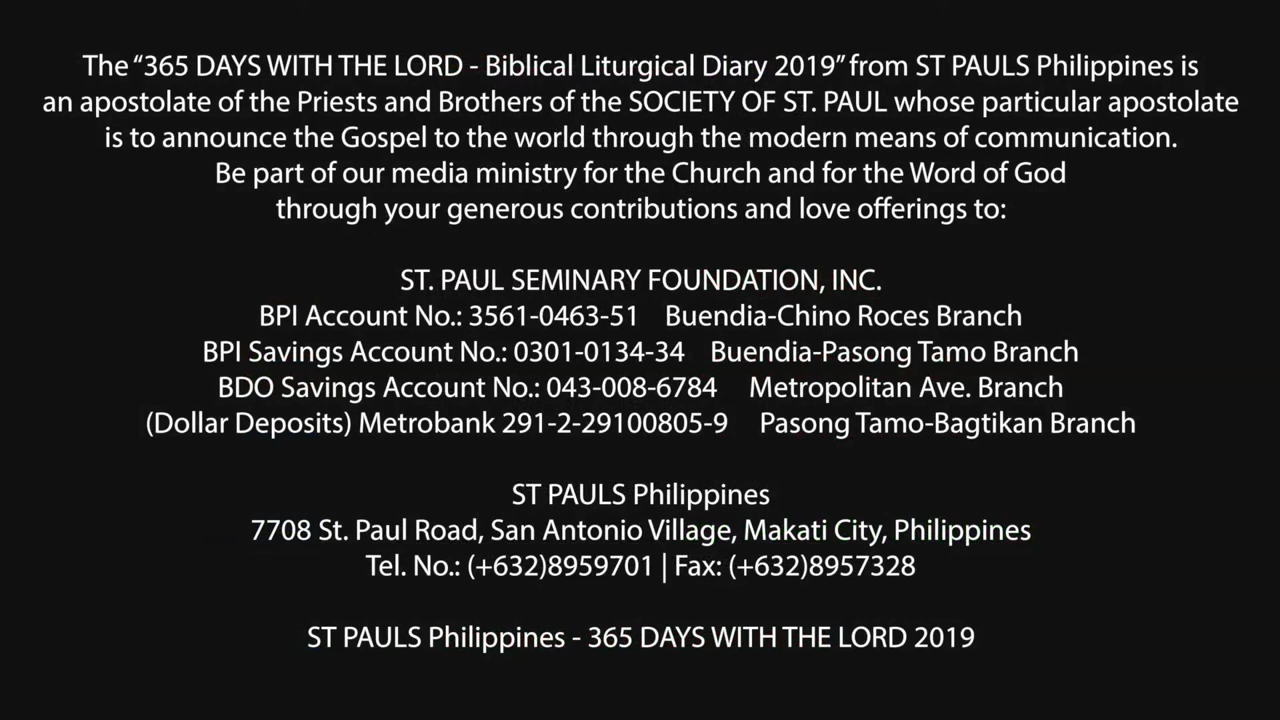 The “365 DAYS WITH THE LORD - Biblical Liturgical Diary 2019” from ST PAULS Philippines is
an apostolate of the Priests and Brothers of the SOCIETY OF ST. PAUL whose particular apostolate
is to announce the Gospel to the world through the modern means of communication.
Be part of our media ministry for the Church and for the Word of God
through your generous contributions and love offerings to:
ST. PAUL SEMINARY FOUNDATION, INC.
BPI Account No.: 3561-0463-51 Buendia-Chino Roces Branch
BPI Savings Account No.: 0301-0134-34 Buendia-Pasong Tamo Branch
BDO Savings Account No.: 043-008-6784 Metropolitan Ave. Branch
(Dollar Deposits) Metrobank 291-2-29100805-9 Pasong Tamo-Bagtikan Branch
ST PAULS Philippines
7708 St. Paul Road, San Antonio Village, Makati City, Philippines
Tel. No.: (+632)8959701 | Fax: (+632)8957328
ST PAULS Philippines - 365 DAYS WITH THE LORD 2019